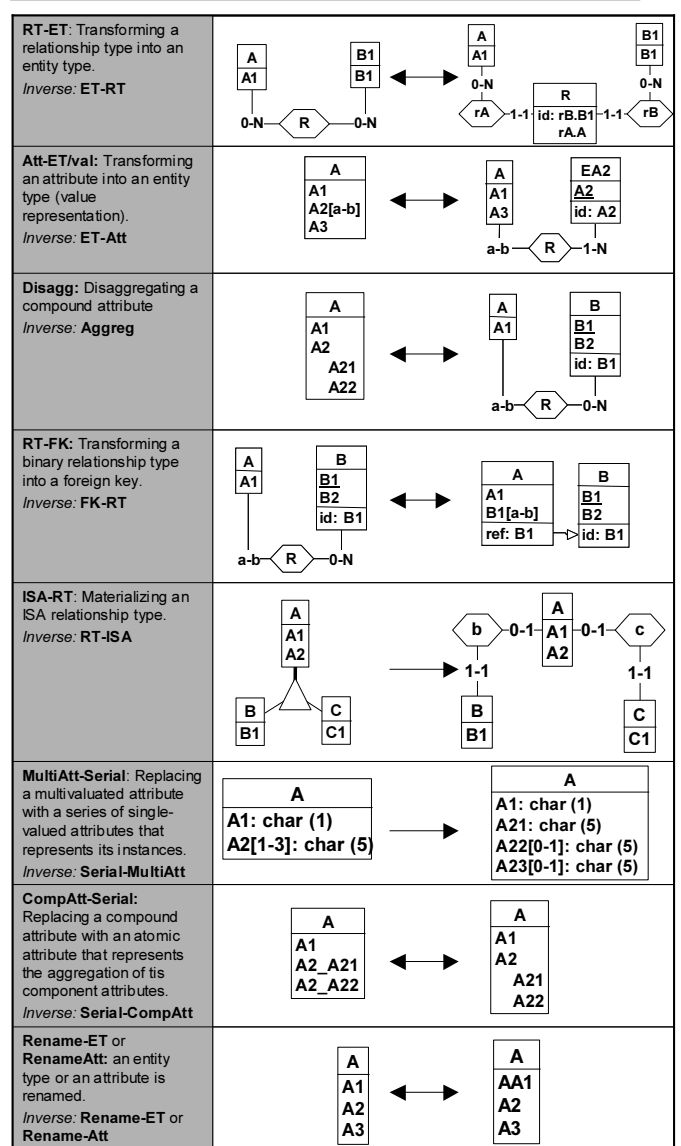 RT-ET: Transforming a
relationship type into an
entity type.
Inverse: ET-RT
A
A1
0-N
R
0-N
B1
B1
A
A1
0-N
rA
1-1
R
id: rB.B1
rA.A
1-1
rB
0-N
B1
B1
Att-ET/val: Transforming
an attribute into an entity
type (value
representation).
Inverse: ET-Att
A
A1
A2[a-b]
A3
A
A1
A3
a-b
R
1-N
EA2
A2
id: A2
Disagg: Disaggregating a
compound attribute
Inverse: Aggreg
A
A1
A2
A21
A22
A
A1
a-b
R
0-N
B
B1
B2
id: B1
RT-FK: Transforming a
binary relationship type
into a foreign key.
Inverse: FK-RT
A
A1
a-b
R
0-N
B
B1
B2
id: B1
A
A1
B1[a-b]
ref: B1
B
B1
B2
id: B1
ISA-RT: Materializing an
ISA relationship type.
Inverse: RT-ISA
A
A1
A2
B
B1
C
C1
b
0-1
A
A1
A2
0-1
c
1-1
B
B1
1-1
C
C1
MultiAtt-Serial: Replacing
a multivaluated attribute
with a series of single-
valued attributes that
represents its instances.
Inverse: Serial-MultiAtt
A
A1: char (1)
A2[1-3]: char (5)
A
A1: char (1)
A21: char (5)
A22[0-1]: char (5)
A23[0-1]: char (5)
CompAtt-Serial:
Replacing a compound
attribute with an atomic
attribute that represents
the aggregation of tis
component attributes.
Inverse: Serial-CompAtt
A
A1
A2_A21
A2_A22
A
A1
A2
A21
A22
Rename-ET or
RenameAtt: an entity
type or an attribute is
renamed.
Inverse: Rename-ET or
Rename-Att
A
A1
A2
A3
A
AA1
A2
A3